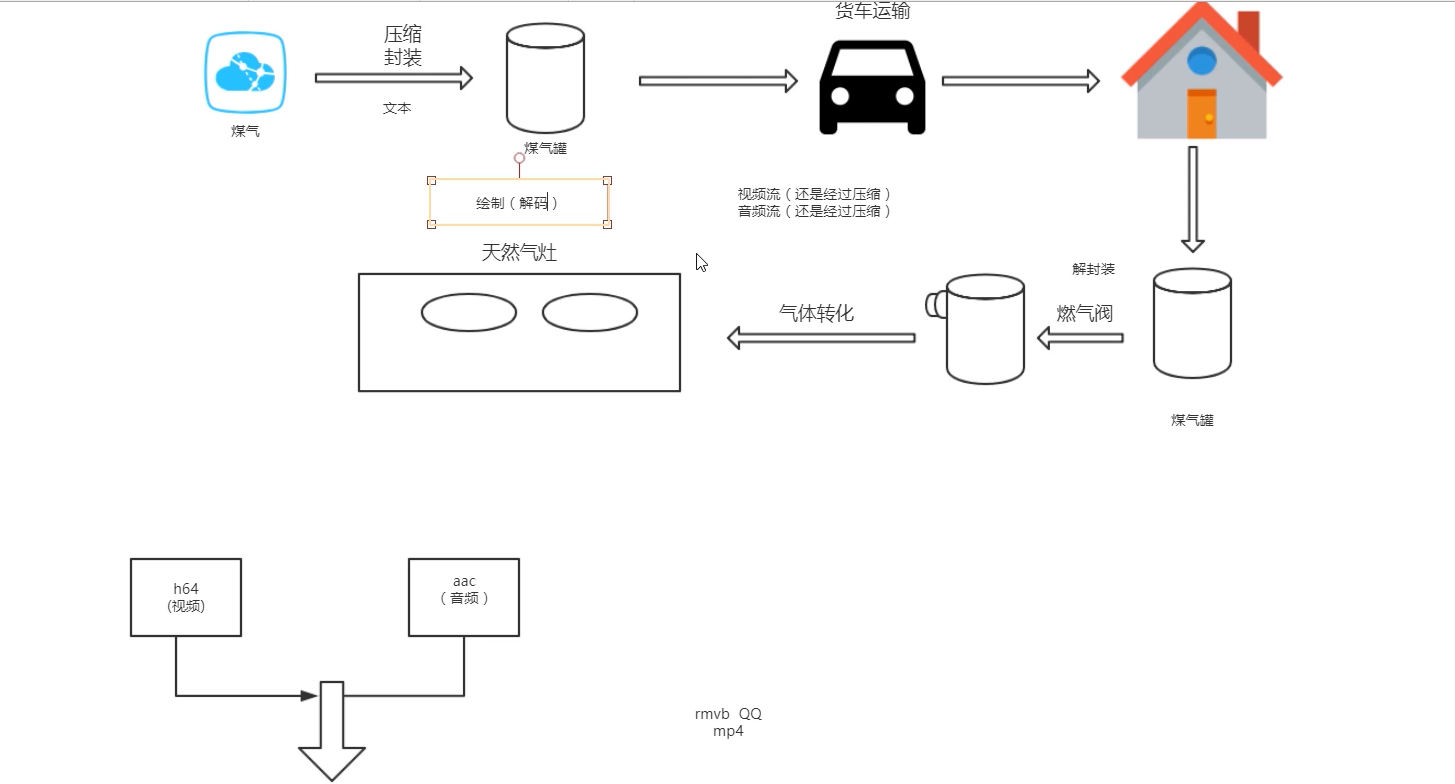 货车运输
压缩
封装
文本
煤气
煤气罐
绘制（解码）
视频流（还是经过压缩）
音频流（还是经过压缩）
天然气灶
解封装
气体转化
燃气阀
煤气罐
h64
(视频)
aac
（音频）
rmvb QQ
mp4